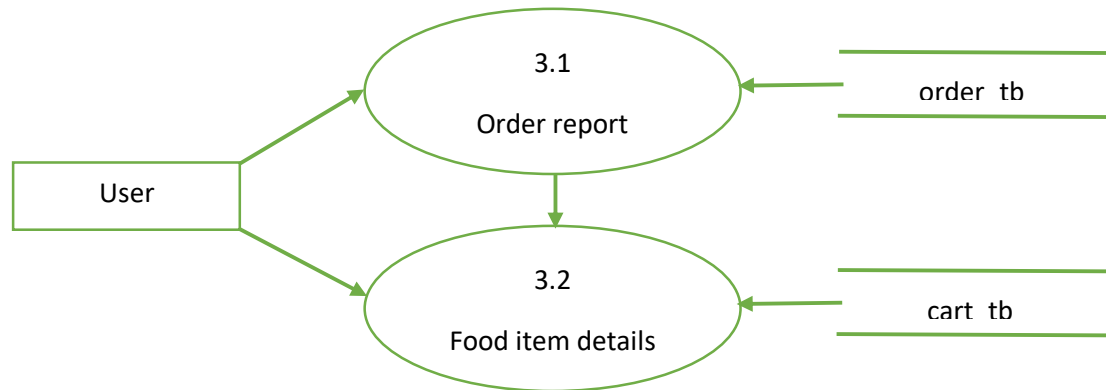 3.1
Order report
order_tb
User
3.2
Food item details
cart_tb